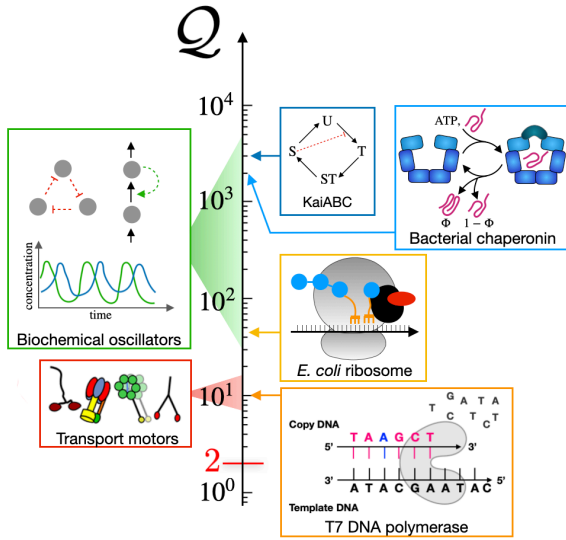 𝒬
10⁴
10³
10²
10¹
2
10⁰
concentration
time
Biochemical oscillators
Transport motors
U
S
T
ST
KaiABC
ATP,
Φ
1 − Φ
Bacterial chaperonin
E. coli ribosome
T G A T A
T C C T
Copy DNA
T A A G C T
5'
3'
3'
5'
A T A C G A A T A C
Template DNA
T7 DNA polymerase